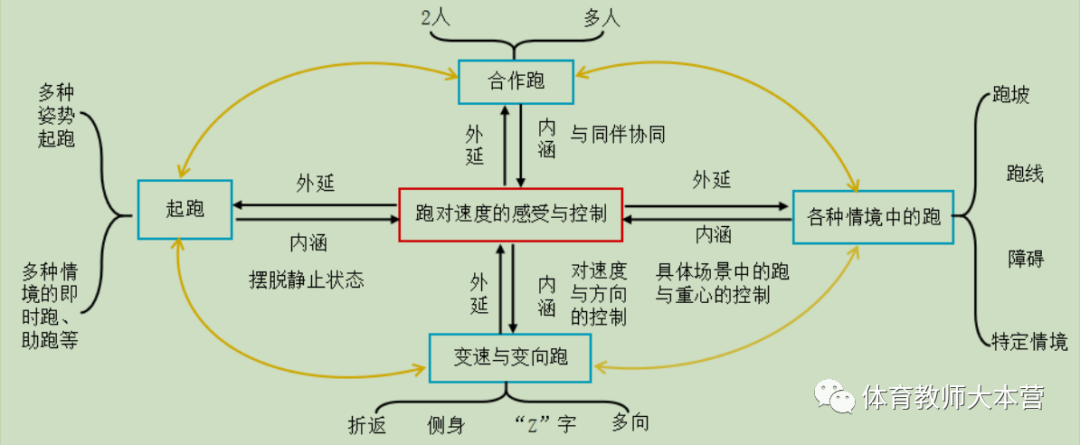 2人
多人
合作跑
多种
姿势
起跑
外延
内涵
与同伴协同
跑坡
外延
外延
跑线
起跑
跑对速度的感受与控制
各种情境中的跑
内涵
内涵
障碍
摆脱静止状态
多种情
境的即
时跑、
助跑等
外延
内涵
对速度
与方向
的控制
具体场景中的跑
与重心的控制
特定情境
变速与变向跑
折返
侧身
“Z”字
多向
体育教师大本营